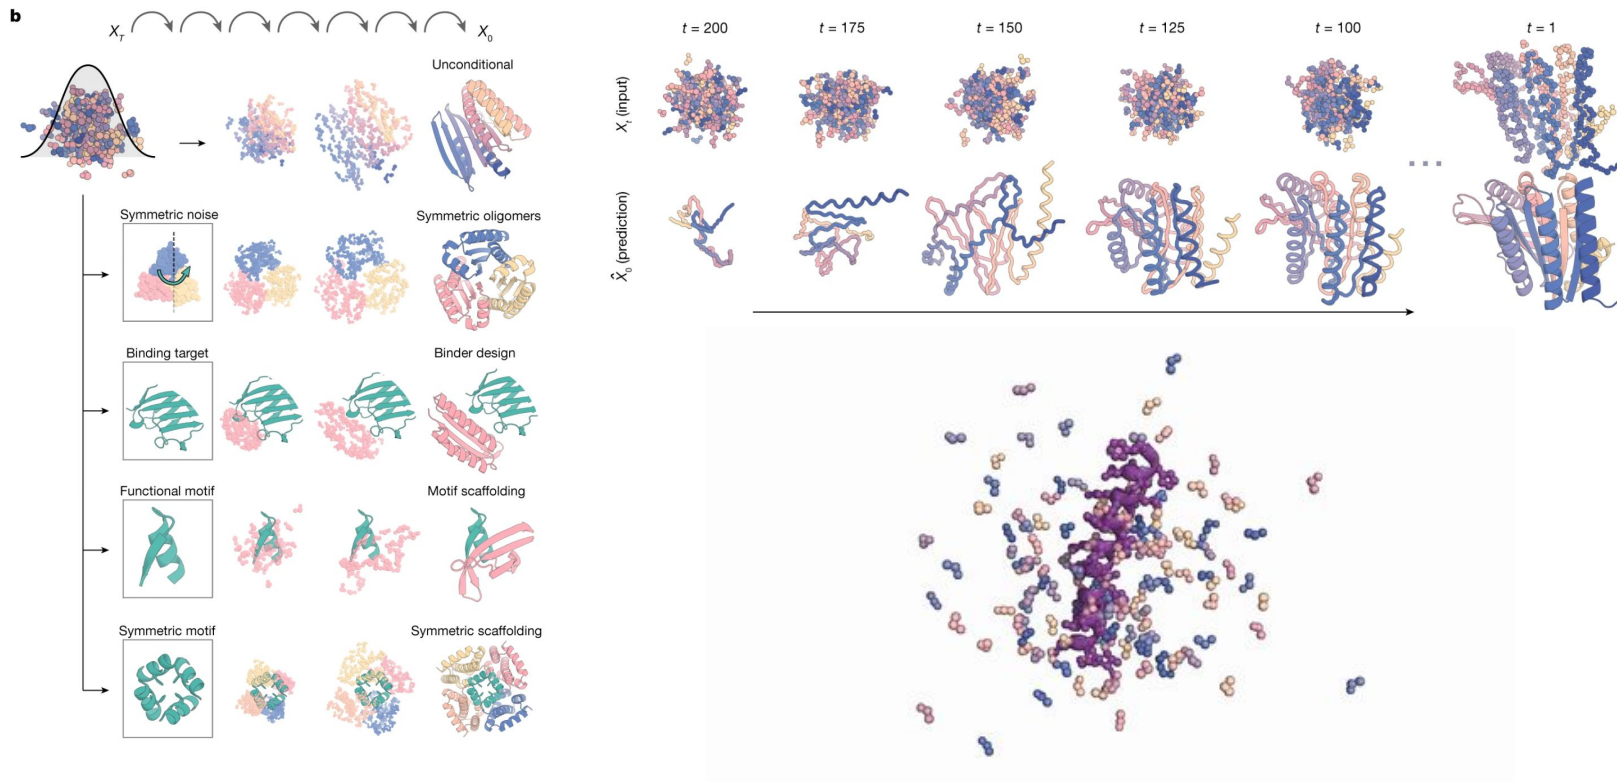 b
X_T
X_0
Unconditional
Symmetric noise
Symmetric oligomers
Binding target
Binder design
Functional motif
Motif scaffolding
Symmetric motif
Symmetric scaffolding
t = 200
t = 175
t = 150
t = 125
t = 100
t = 1
X_t (input)
...
X̂_0 (prediction)